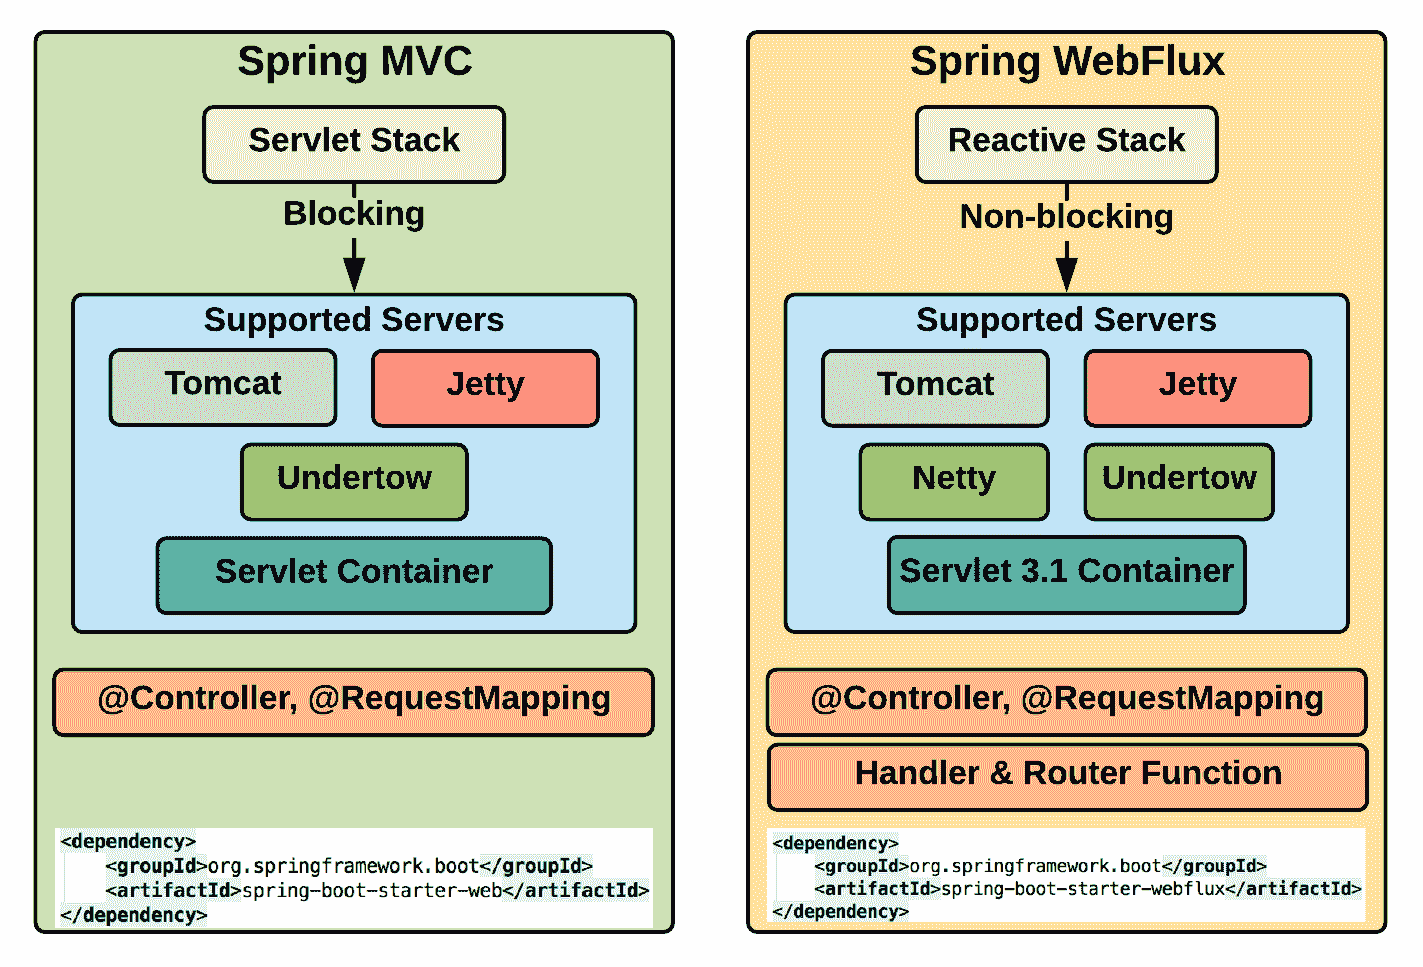 Spring MVC
Servlet Stack
Blocking
Supported Servers
Tomcat
Jetty
Undertow
Servlet Container
@Controller, @RequestMapping
<dependency>
<groupId>org.springframework.boot</groupId>
<artifactId>spring-boot-starter-web</artifactId>
</dependency>
Spring WebFlux
Reactive Stack
Non-blocking
Supported Servers
Tomcat
Jetty
Netty
Undertow
Servlet 3.1 Container
@Controller, @RequestMapping
Handler & Router Function
<dependency>
<groupId>org.springframework.boot</groupId>
<artifactId>spring-boot-starter-webflux</artifactId>
</dependency>